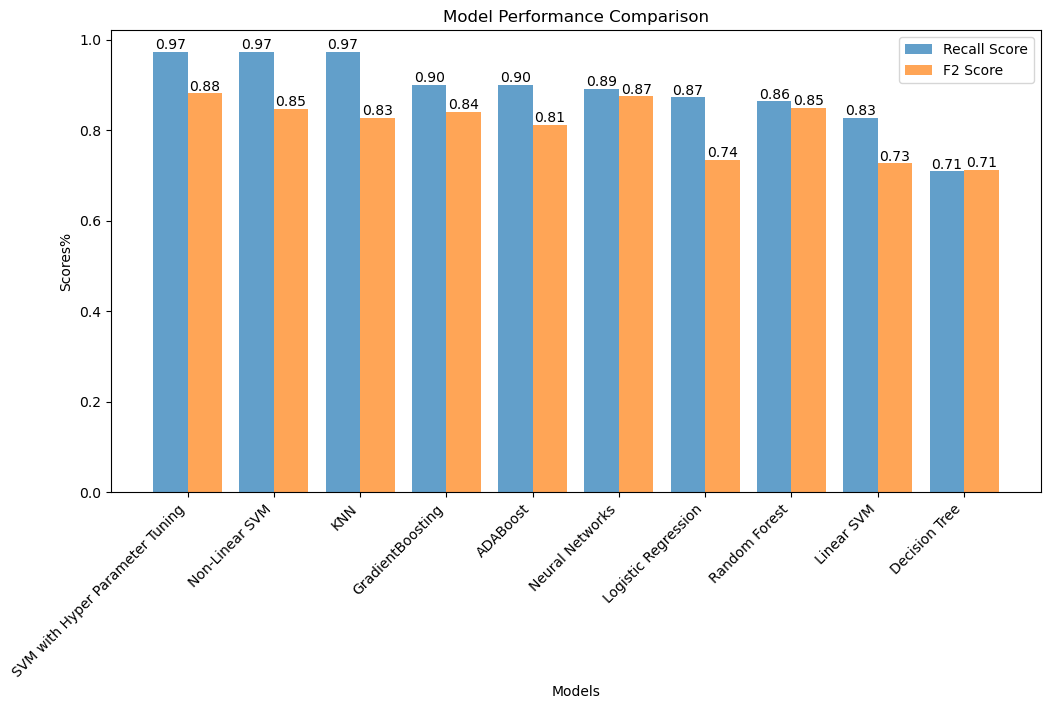 Model Performance Comparison
Recall Score
F2 Score
Scores%
1.0
0.8
0.6
0.4
0.2
0.0
0.97
0.88
0.97
0.85
0.97
0.83
0.90
0.84
0.90
0.81
0.89
0.87
0.87
0.74
0.86
0.85
0.83
0.73
0.71
0.71
SVM with Hyper Parameter Tuning
Non-Linear SVM
KNN
GradientBoosting
ADABoost
Neural Networks
Logistic Regression
Random Forest
Linear SVM
Decision Tree
Models